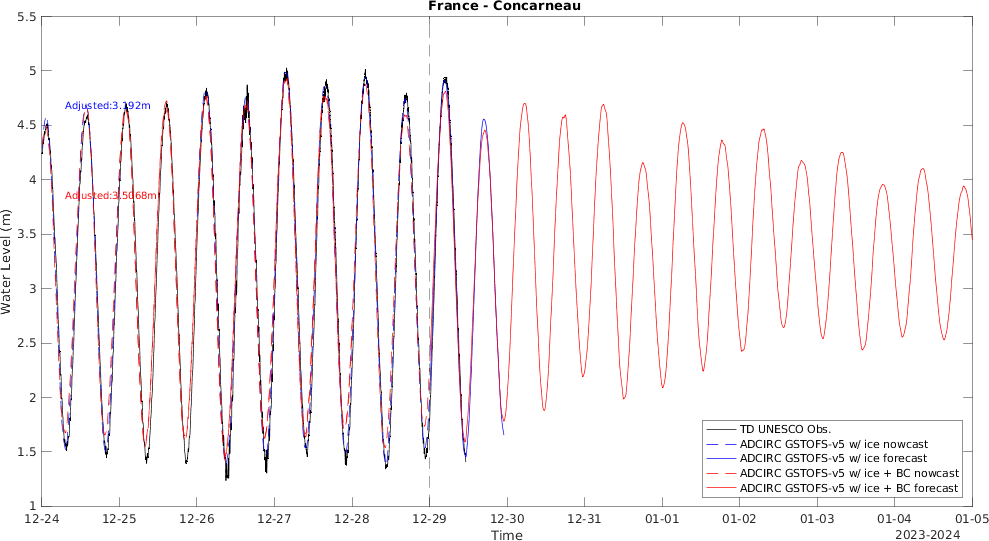 France - Concarneau
5.5
5
4.5
4
3.5
3
2.5
2
1.5
1
Water Level (m)
Adjusted:3.192m
Adjusted:3.5068m
TD UNESCO Obs.
ADCIRC GSTOFS-v5 w/ ice nowcast
ADCIRC GSTOFS-v5 w/ ice forecast
ADCIRC GSTOFS-v5 w/ ice + BC nowcast
ADCIRC GSTOFS-v5 w/ ice + BC forecast
12-24 12-25 12-26 12-27 12-28 12-29 12-30 12-31 01-01 01-02 01-03 01-04 01-05
Time
2023-2024